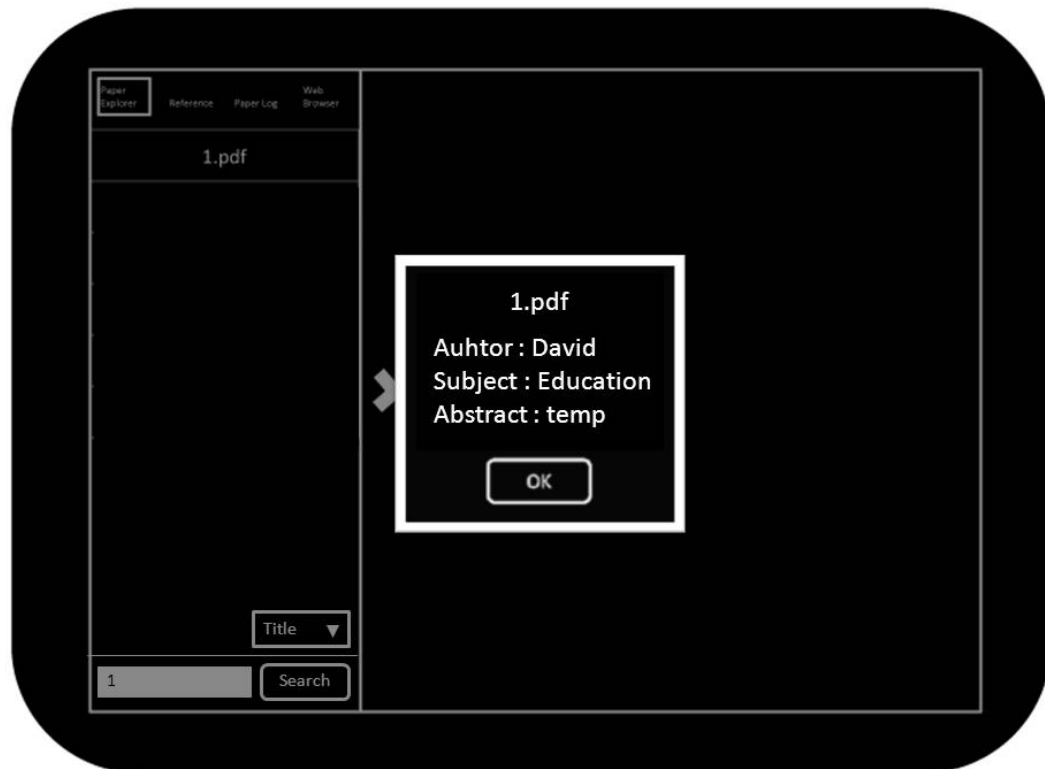 Paper Explorer
Reference
Paper Log
Web Browser
1.pdf
1.pdf
Auhtor : David
Subject : Education
Abstract : temp
OK
Title ▼
1
Search